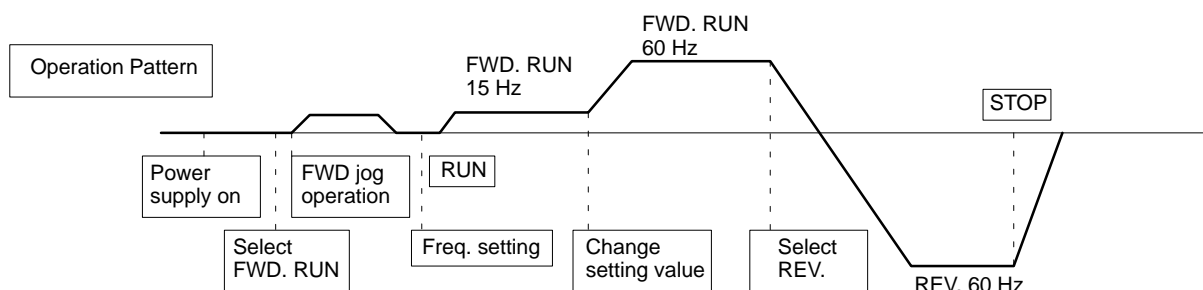 Operation Pattern
FWD. RUN
60 Hz
FWD. RUN
15 Hz
STOP
Power
supply on
FWD jog
operation
RUN
Select
FWD. RUN
Freq. setting
Change
setting value
Select
REV.
REV. 60 Hz